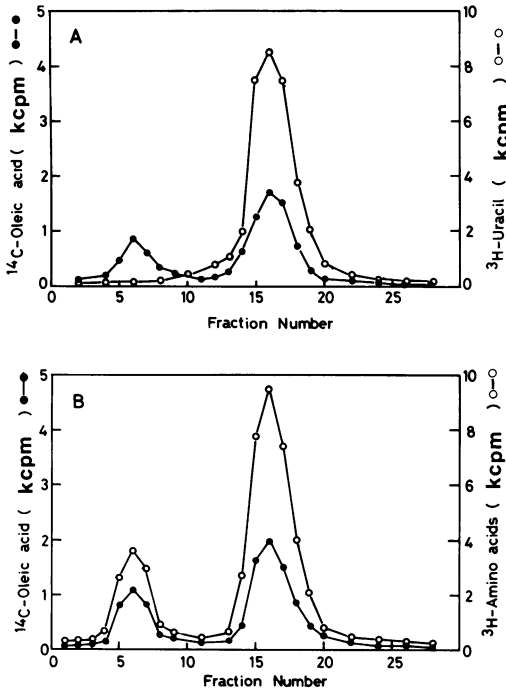 A
5
4
3
2
1
0
10
8
6
4
2
0
0 5 10 15 20 25
Fraction Number
14C-Oleic acid ( kcpm ) ●–●
3H-Uracil ( kcpm ) ○–○
B
5
4
3
2
1
0
10
8
6
4
2
0
0 5 10 15 20 25
Fraction Number
14C-Oleic acid ( kcpm ) ●–●
3H-Amino acids ( kcpm ) ○–○